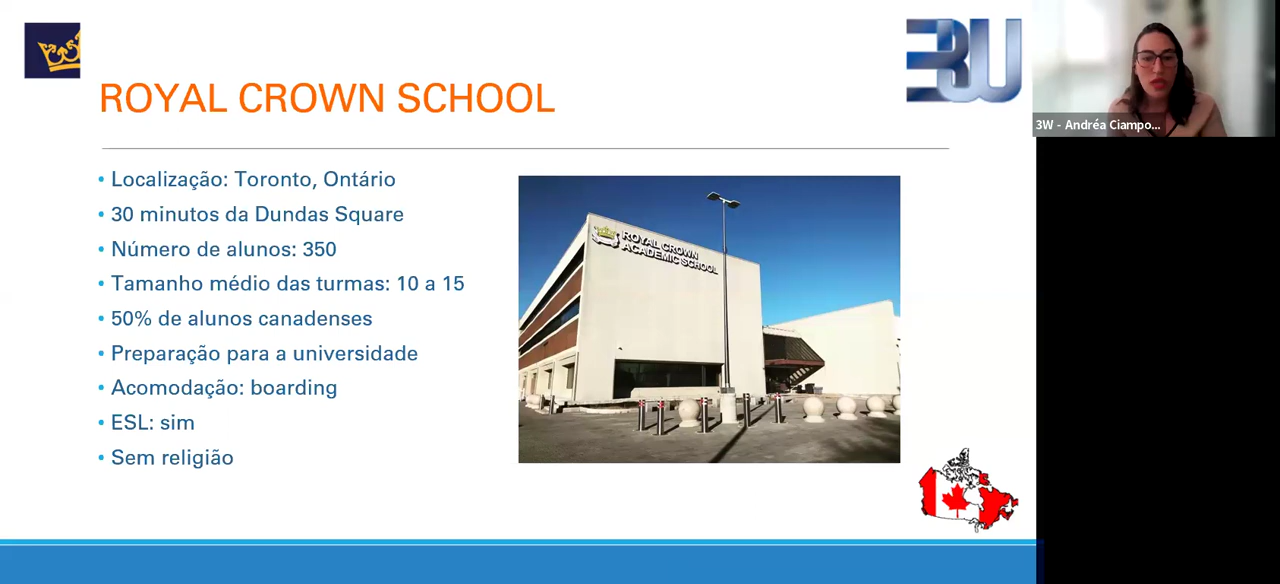 3W
3W - Andréa Ciampo...
ROYAL CROWN SCHOOL
• Localização: Toronto, Ontário
• 30 minutos da Dundas Square
• Número de alunos: 350
• Tamanho médio das turmas: 10 a 15
• 50% de alunos canadenses
• Preparação para a universidade
• Acomodação: boarding
• ESL: sim
• Sem religião
ROYAL CROWN
ACADEMIC SCHOOL